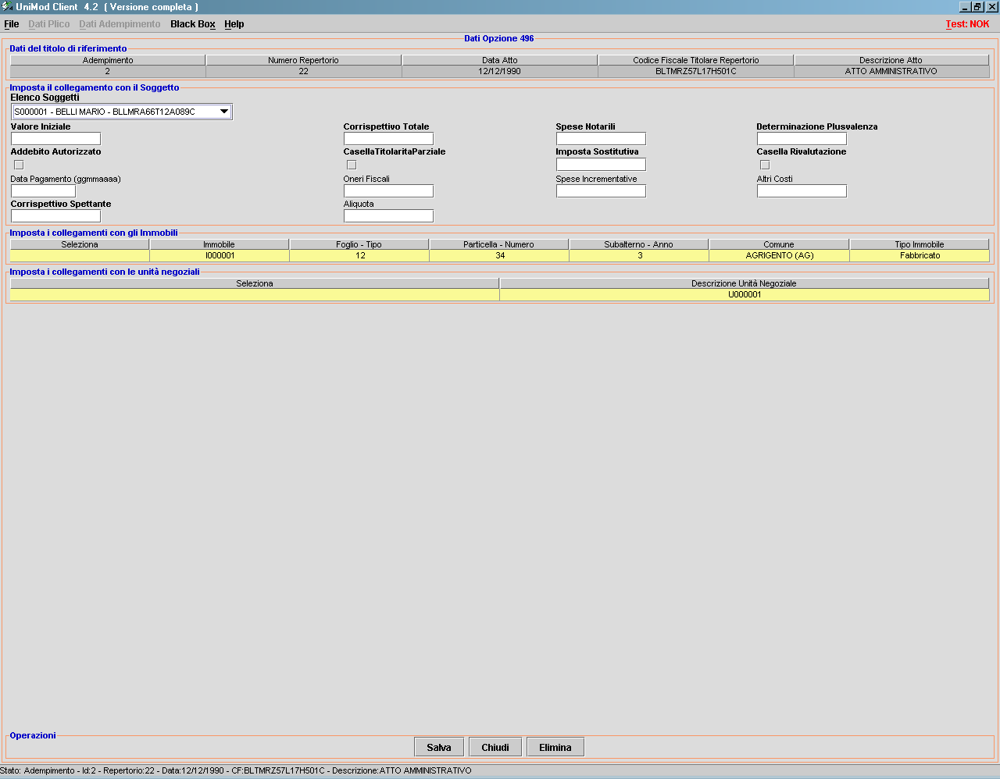 UniMod Client 4.2 ( Versione completa )
File Dati Plico Dati Adempimento Black Box Help Test: NOK
Dati Opzione 496
Dati del titolo di riferimento
Adempimento Numero Repertorio Data Atto Codice Fiscale Titolare Repertorio Descrizione Atto
2 22 12/12/1990 BLTMRZ57L17H501C ATTO AMMINISTRATIVO
Imposta il collegamento con il Soggetto
Elenco Soggetti
S000001 - BELLI MARIO - BLLMRA66T12A089C
Valore Iniziale Corrispettivo Totale Spese Notarili Determinazione Plusvalenza
Addebito Autorizzato CasellaTitolaritaParziale Imposta Sostitutiva Casella Rivalutazione
Data Pagamento (ggmmaaaa) Oneri Fiscali Spese Incrementative Altri Costi
Corrispettivo Spettante Aliquota
Imposta i collegamenti con gli Immobili
Seleziona Immobile Foglio - Tipo Particella - Numero Subalterno - Anno Comune Tipo Immobile
I000001 12 34 3 AGRIGENTO (AG) Fabbricato
Imposta i collegamenti con le unità negoziali
Seleziona Descrizione Unità Negoziale
U000001
Operazioni
Salva Chiudi Elimina
Stato: Adempimento - Id:2 - Repertorio:22 - Data:12/12/1990 - CF:BLTMRZ57L17H501C - Descrizione:ATTO AMMINISTRATIVO